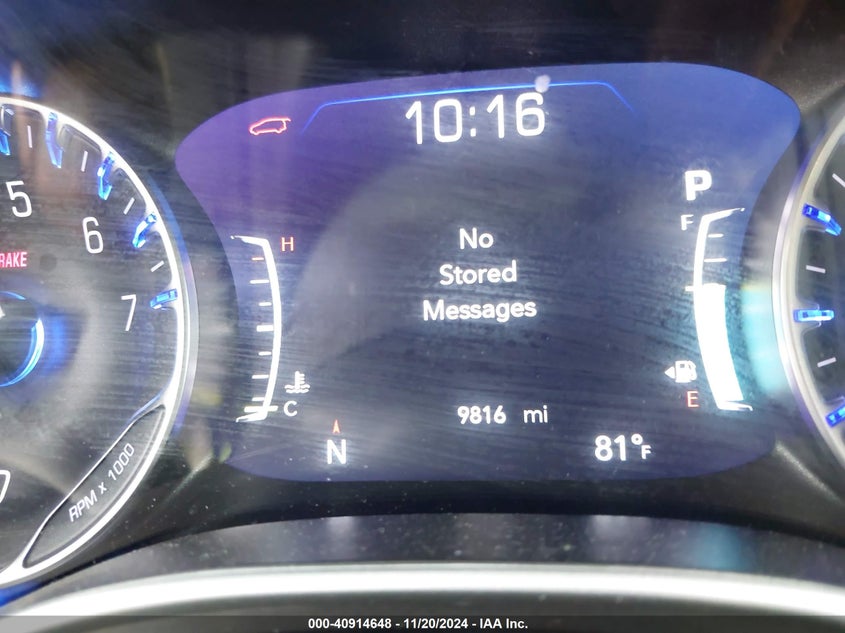 10:16
P
5
6
7
RAKE
H
F
No
Stored
Messages
C
E
9816 mi
N
81°F
RPM x 1000
000-40914648 - 11/20/2024 - IAA Inc.